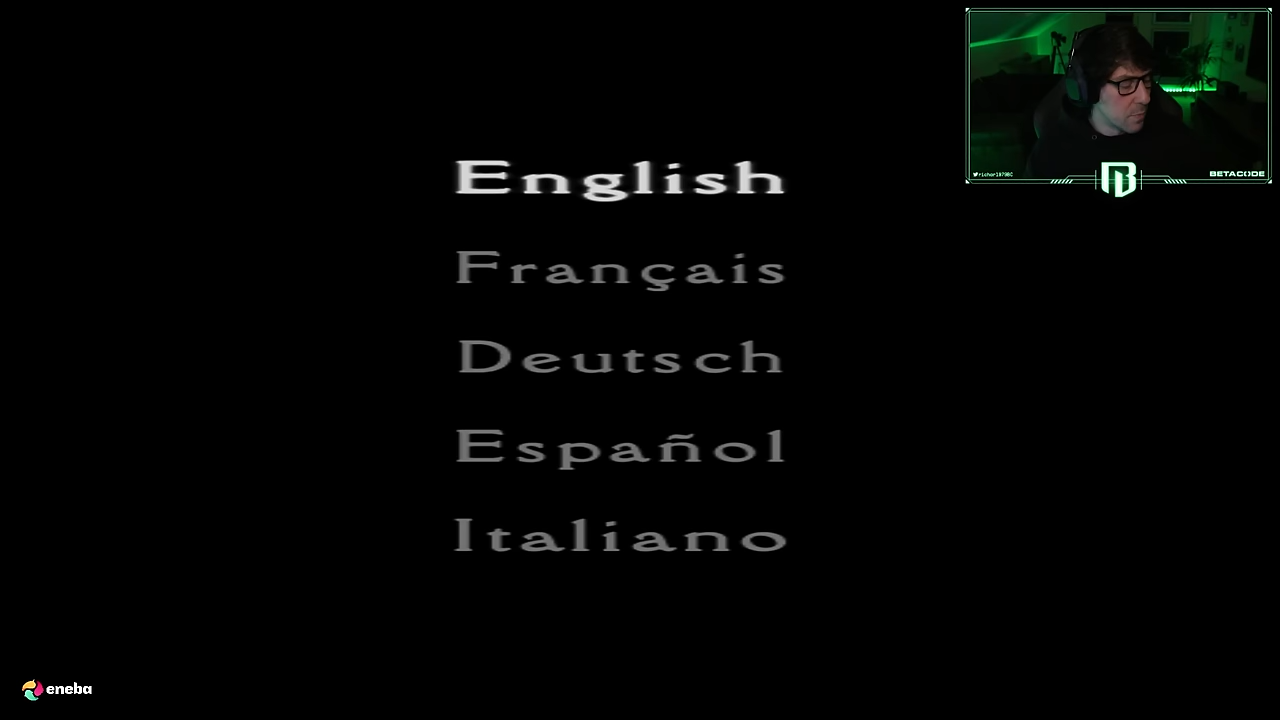 English
Français
Deutsch
Español
Italiano
BETACODE
eneba